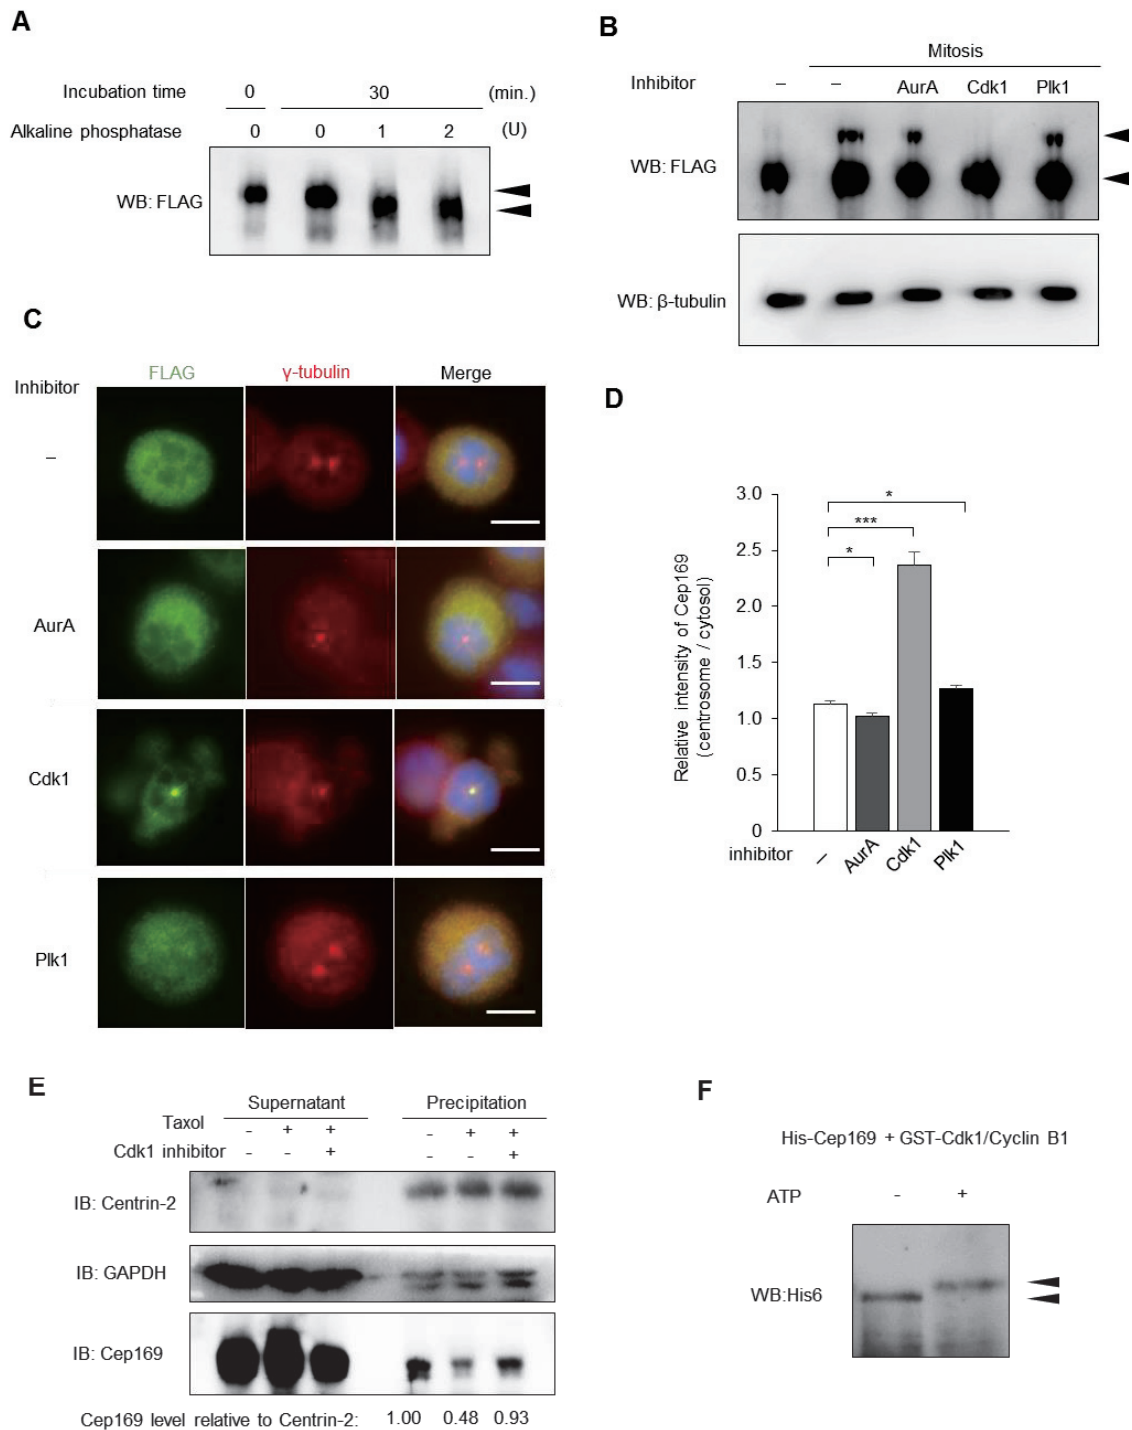 A
Incubation time 0 30 (min.)
Alkaline phosphatase 0 0 1 2 (U)
WB: FLAG
B
Mitosis
Inhibitor – – AurA Cdk1 Plk1
WB: FLAG
WB: β-tubulin
C
Inhibitor FLAG γ-tubulin Merge
–
AurA
Cdk1
Plk1
D
Relative intensity of Cep169
(centrosome / cytosol)
3.0
2.5
2.0
1.5
1.0
0.5
0
* *** *
inhibitor – AurA Cdk1 Plk1
E
Supernatant Precipitation
Taxol - + + - + +
Cdk1 inhibitor - - + - - +
IB: Centrin-2
IB: GAPDH
IB: Cep169
Cep169 level relative to Centrin-2: 1.00 0.48 0.93
F
His-Cep169 + GST-Cdk1/Cyclin B1
ATP - +
WB:His6